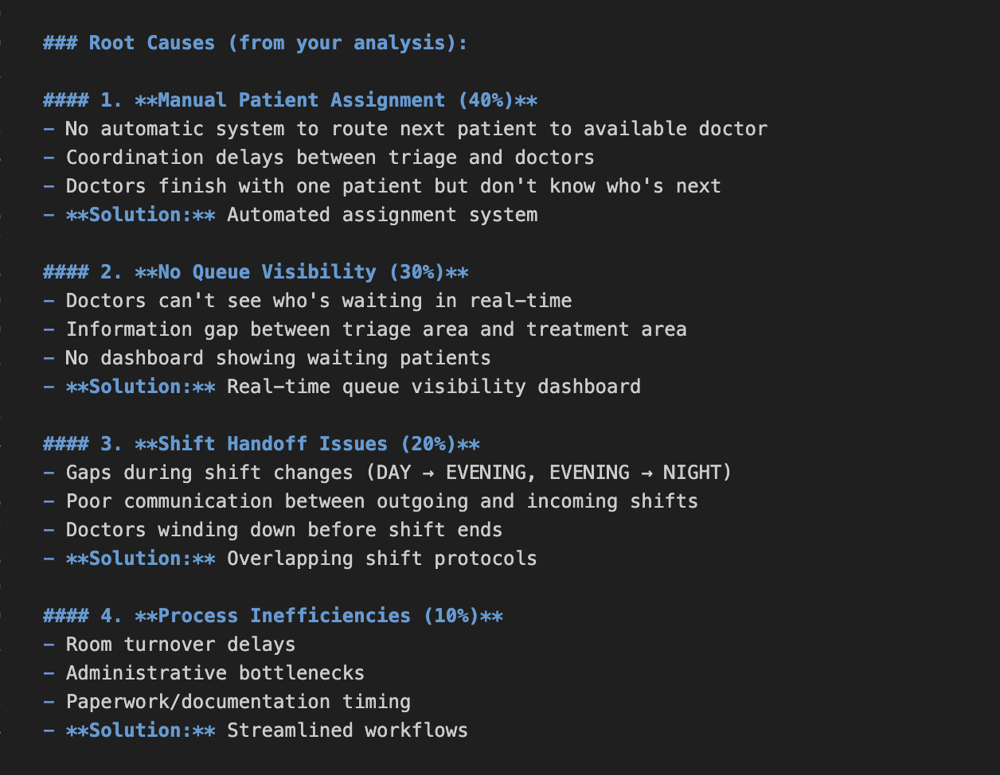 ### Root Causes (from your analysis):
#### 1. **Manual Patient Assignment (40%)**
- No automatic system to route next patient to available doctor
- Coordination delays between triage and doctors
- Doctors finish with one patient but don't know who's next
- **Solution:** Automated assignment system
#### 2. **No Queue Visibility (30%)**
- Doctors can't see who's waiting in real-time
- Information gap between triage area and treatment area
- No dashboard showing waiting patients
- **Solution:** Real-time queue visibility dashboard
#### 3. **Shift Handoff Issues (20%)**
- Gaps during shift changes (DAY → EVENING, EVENING → NIGHT)
- Poor communication between outgoing and incoming shifts
- Doctors winding down before shift ends
- **Solution:** Overlapping shift protocols
#### 4. **Process Inefficiencies (10%)**
- Room turnover delays
- Administrative bottlenecks
- Paperwork/documentation timing
- **Solution:** Streamlined workflows